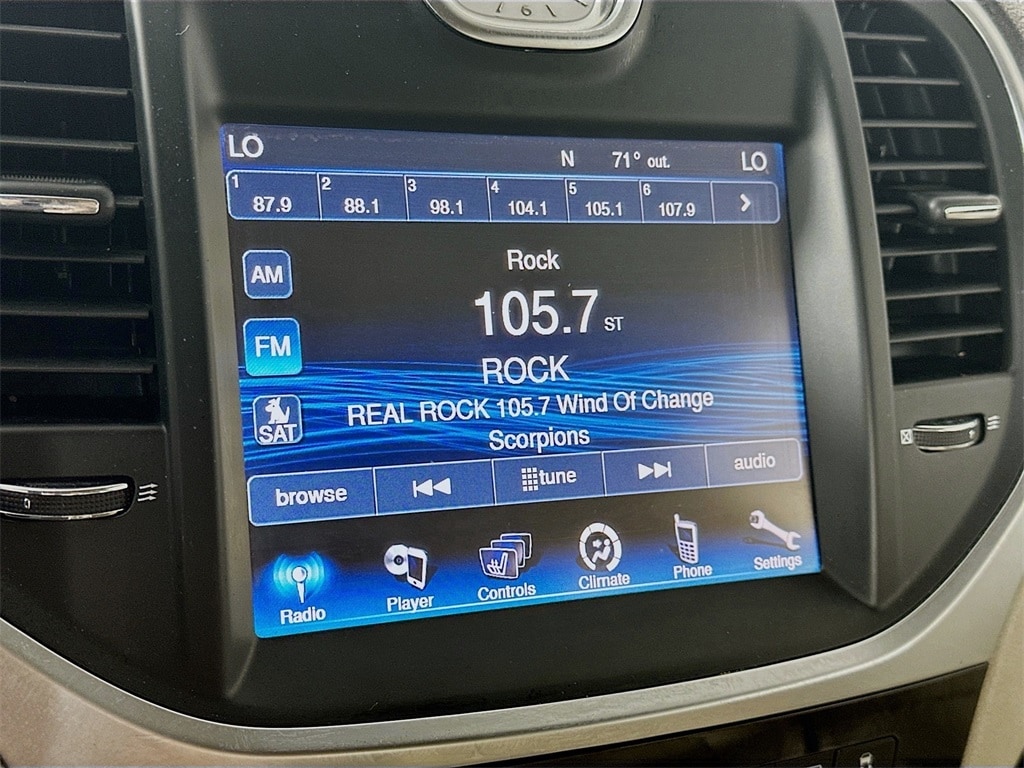 LO N 71° out. LO
1 87.9 2 88.1 3 98.1 4 104.1 5 105.1 6 107.9 >
AM
Rock
105.7 ST
FM
ROCK
REAL ROCK 105.7 Wind Of Change
Scorpions
SAT
browse tune audio
Radio Player Controls Climate Phone Settings